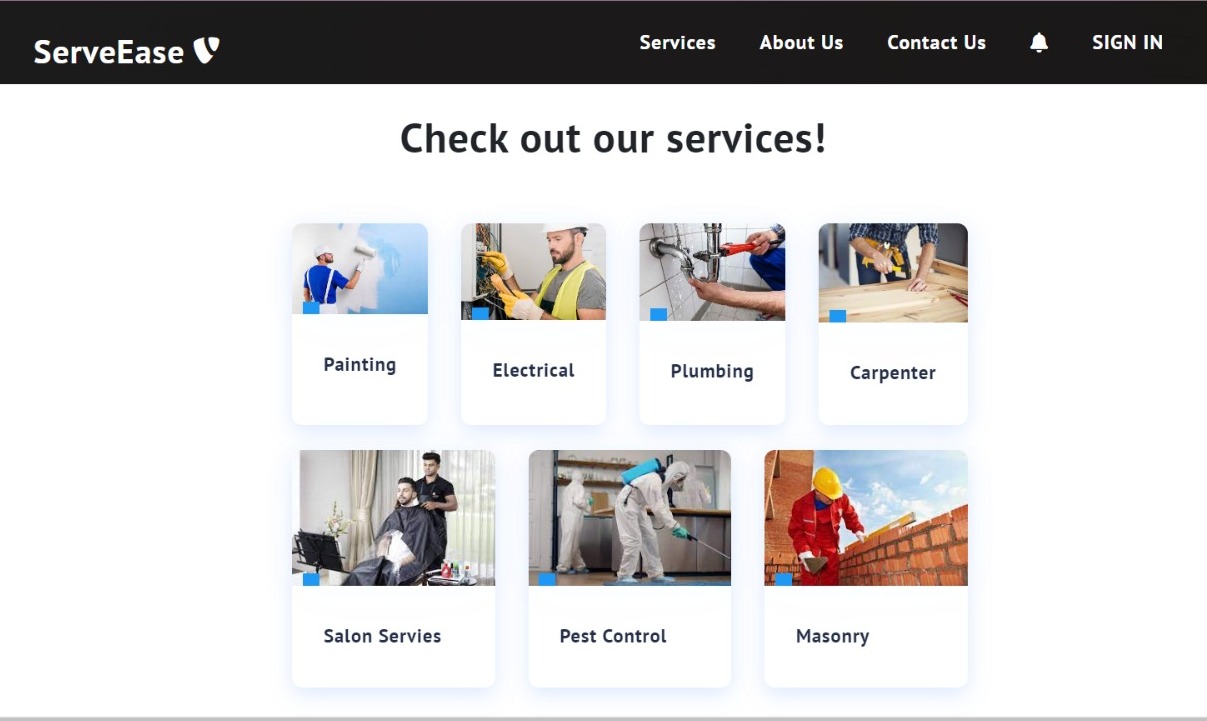 ServeEase
Services About Us Contact Us SIGN IN
Check out our services!
Painting Electrical Plumbing Carpenter
Salon Servies Pest Control Masonry